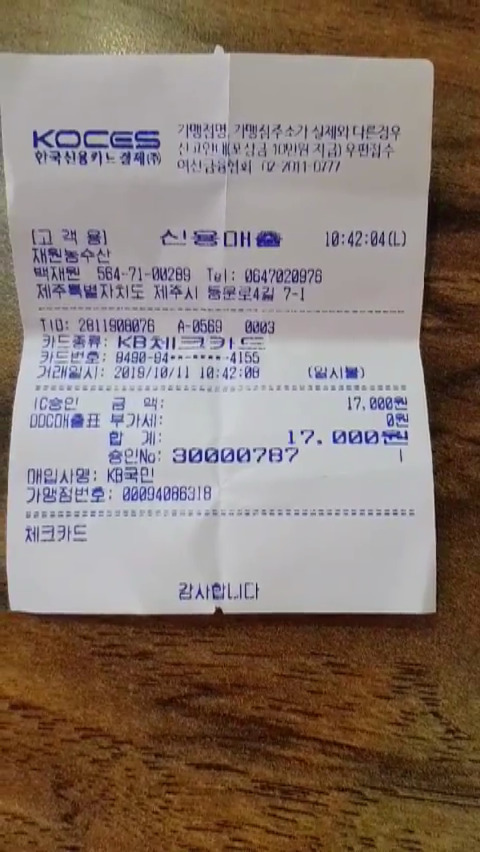 KOCES
한국신용카드결제(주)
가맹점명, 가맹점주소가 실제와 다른경우
신고안내(포상금 10만원 지급) 우편접수
여신금융협회 02-2011-0777
[고 객 용] 신용매출 10:42:04(L)
재원농수산
백재원 564-71-00289 Tel: 0647020976
제주특별자치도 제주시 동문로4길 7-1
TID: 2811908076 A-0569 0003
카드종류: KB체크카드
카드번호: 9490-94**-****-4155
거래일시: 2019/10/11 10:42:08 (일시불)
IC승인 금 액: 17,000원
DDC매출표 부가세: 0원
합 계: 17,000원
승인No: 30000787 1
매입사명: KB국민
가맹점번호: 00094086318
체크카드
감사합니다